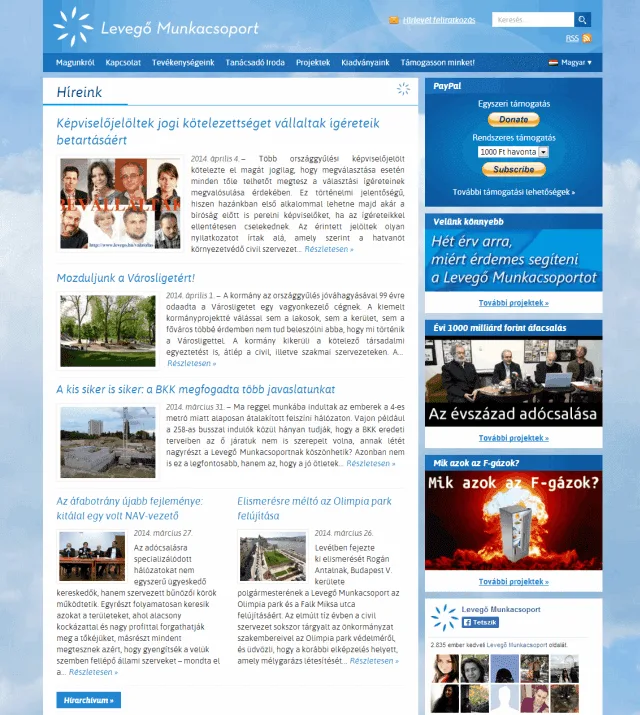 Levegő Munkacsoport
Hírlevél feliratkozás
Keresés...
RSS
Magunkról Kapcsolat Tevékenységeink Tanácsadó Iroda Projektek Kiadványaink Támogasson minket! Magyar ▾
Híreink
Képviselőjelöltek jogi kötelezettséget vállaltak ígéreteik
betartásáért
2014. április 4. – Több országgyűlési képviselőjelölt
kötelezte el magát jogilag, hogy megválasztása esetén
minden tőle telhetőt megtesz a választási ígéreteinek
megvalósulása érdekében. Ez történelmi jelentőségű,
hiszen hazánkban első alkalommal lehetne majd akár a
bíróság előtt is perelni képviselőket, ha az ígéreteikkel
ellentétesen cselekednek. Az érintett jelöltek olyan
nyilatkozatot írtak alá, amely szerint a hatvanöt
környezetvédő civil szervezet... Részletesen »
Mozduljunk a Városligetért!
2014. április 1. – A kormány az országgyűlés jóváhagyásával 99 évre
odaadta a Városligetet egy vagyonkezelő cégnek. A kiemelt
kormányprojektté válással sem a lakosok, sem a kerület, sem a
főváros többé érdemben nem tud beleszólni abba, hogy mi történik
a Városligettel. A kormány kikerüli a kötelező társadalmi
egyeztetést is, átlép a civil, illetve szakmai szervezeteken. A...
Részletesen »
A kis siker is siker: a BKK megfogadta több javaslatunkat
2014. március 31. – Ma reggel munkába indultak az emberek a 4-es
metró miatt alaposan átalakított felszíni hálózaton. Vajon például
a 258-as busszal indulók közül hányan tudják, hogy a BKK eredeti
terveiben az ő járatuk nem is szerepelt volna, annak létét
nagyrészt a Levegő Munkacsoportnak köszönhetik? Azonban nem
is ez a legfontosabb, hanem az, hogy a jó ötletek... Részletesen »
Az áfabotrány újabb fejleménye:
kitálal egy volt NAV-vezető
2014. március 27.
Az adócsalásra
specializálódott
hálózatokat nem
egyszerű ügyeskedő
kereskedők, hanem szervezett bűnözői körök
működtetik. Egyrészt folyamatosan keresik
azokat a területeket, ahol alacsony
kockázattal és nagy profittal forgathatják
meg a tőkéjüket, másrészt mindent
megtesznek azért, hogy gyengítsék a velük
szemben fellépő állami szerveket – mondta el
a... Részletesen »
Elismerésre méltó az Olimpia park
felújítása
2014. március 26.
Levélben fejezte
ki elismerését Rogán
Antalnak, Budapest V.
kerülete
polgármesterének a Levegő Munkacsoport az
Olimpia park és a Falk Miksa utca
felújításáért. Az elmúlt tíz évben a civil
szervezet sokszor tárgyalt az önkormányzat
szakembereivel az Olimpia park védelméről,
és üdvözli, hogy a korábbi elképzelés helyett,
amely mélygarázs létesítését... Részletesen »
Hírarchívum »
PayPal
Egyszeri támogatás
Donate
Rendszeres támogatás
1000 Ft havonta
Subscribe
További támogatási lehetőségek »
Velünk könnyebb
Hét érv arra,
miért érdemes segíteni
a Levegő Munkacsoportot
További projektek »
Évi 1000 milliárd forint áfacsalás
Az évszázad adócsalása
További projektek »
Mik azok az F-gázok?
Mik azok az F-gázok?
További projektek »
Levegő Munkacsoport
Tetszik
2 835 ember kedveli Levegő Munkacsoport oldalát.